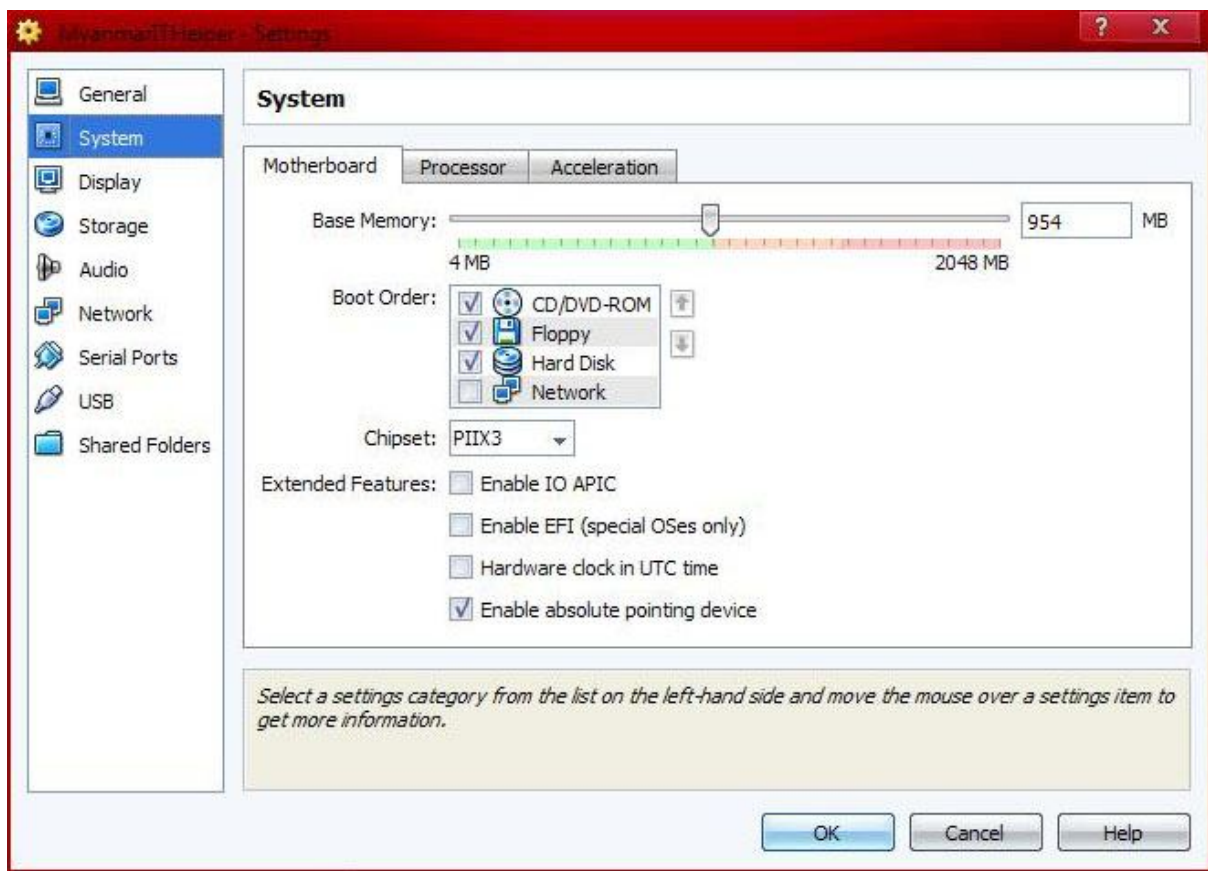 MyanmarITHelper - Settings
General
System
Display
Storage
Audio
Network
Serial Ports
USB
Shared Folders
System
Motherboard
Processor
Acceleration
Base Memory:
954
MB
4 MB
2048 MB
Boot Order:
CD/DVD-ROM
Floppy
Hard Disk
Network
Chipset:
PIIX3
Extended Features:
Enable IO APIC
Enable EFI (special OSes only)
Hardware clock in UTC time
Enable absolute pointing device
Select a settings category from the list on the left-hand side and move the mouse over a settings item to
get more information.
OK
Cancel
Help